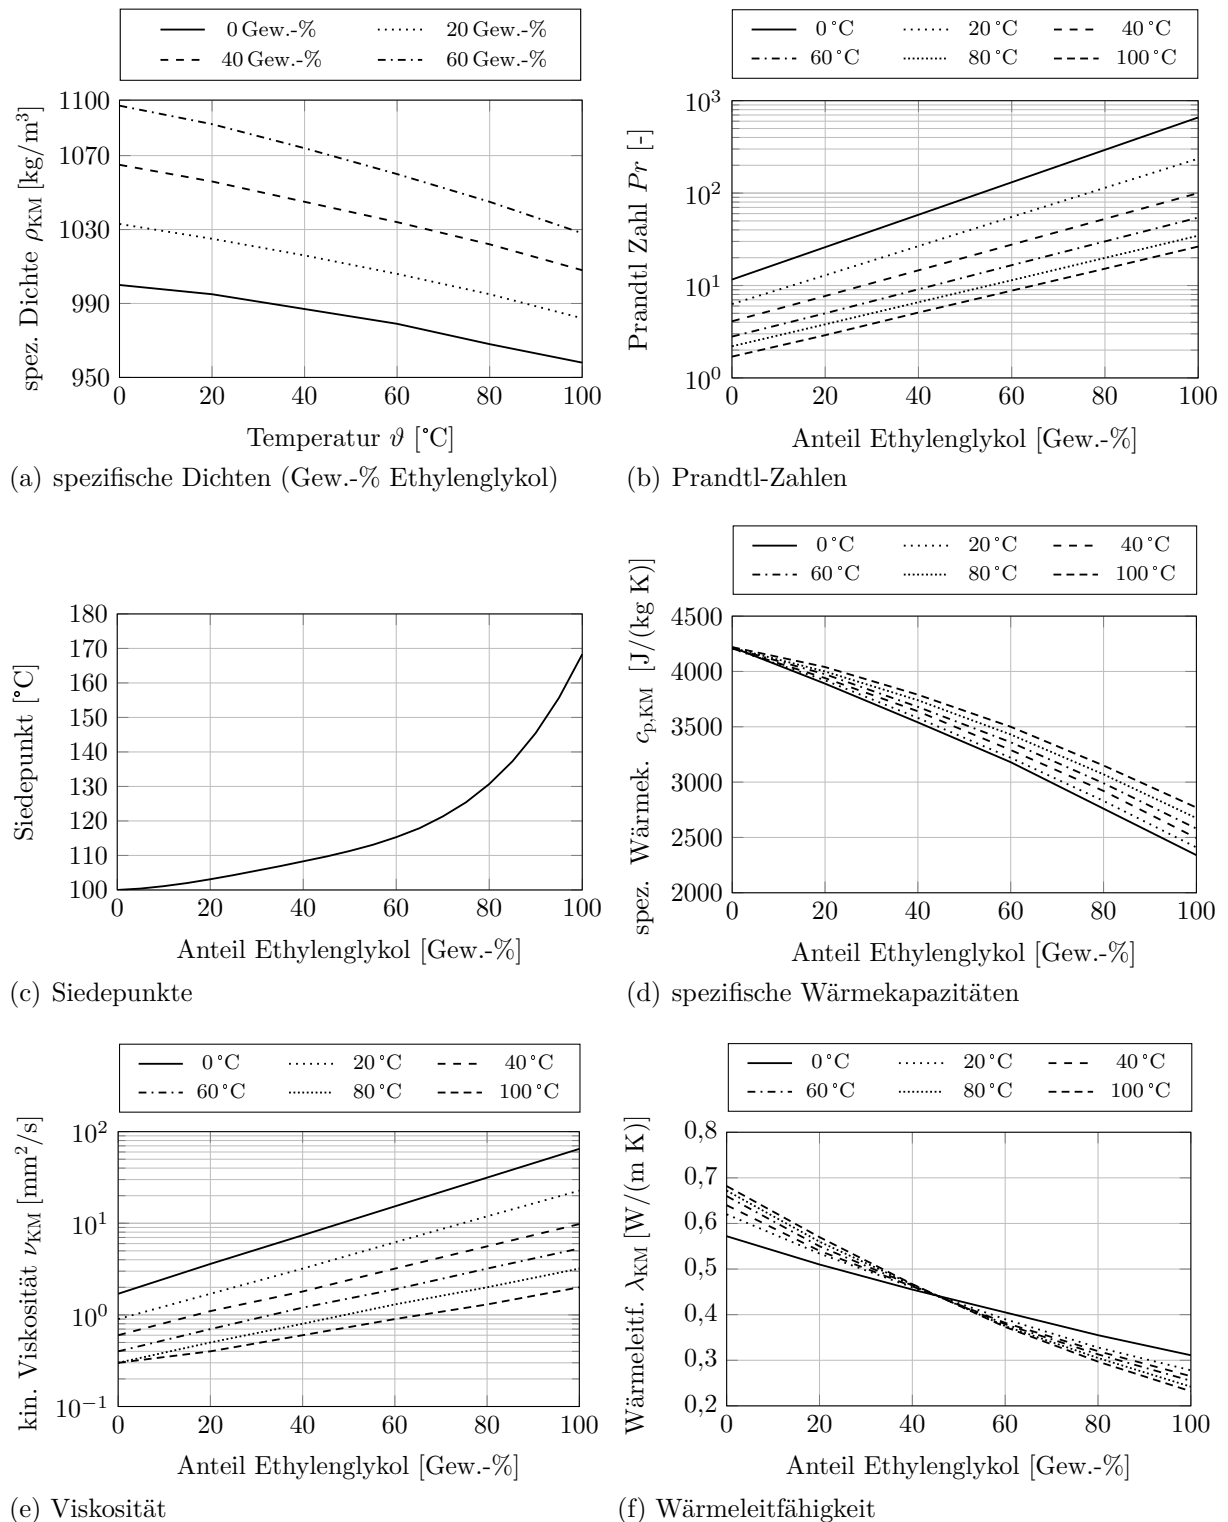 0 Gew.-% 20 Gew.-%
40 Gew.-% 60 Gew.-%
spez. Dichte ρKM [kg/m³]
1100
1070
1030
990
950
0 20 40 60 80 100
Temperatur ϑ [°C]
(a) spezifische Dichten (Gew.-% Ethylenglykol)
0 °C 20 °C 40 °C
60 °C 80 °C 100 °C
Prandtl Zahl Pr [-]
10³
10²
10¹
10⁰
0 20 40 60 80 100
Anteil Ethylenglykol [Gew.-%]
(b) Prandtl-Zahlen
Siedepunkt [°C]
180
170
160
150
140
130
120
110
100
0 20 40 60 80 100
Anteil Ethylenglykol [Gew.-%]
(c) Siedepunkte
0 °C 20 °C 40 °C
60 °C 80 °C 100 °C
spez. Wärmek. cp,KM [J/(kg K)]
4500
4000
3500
3000
2500
2000
0 20 40 60 80 100
Anteil Ethylenglykol [Gew.-%]
(d) spezifische Wärmekapazitäten
0 °C 20 °C 40 °C
60 °C 80 °C 100 °C
kin. Viskosität νKM [mm²/s]
10²
10¹
10⁰
10⁻¹
0 20 40 60 80 100
Anteil Ethylenglykol [Gew.-%]
(e) Viskosität
0 °C 20 °C 40 °C
60 °C 80 °C 100 °C
Wärmeleitf. λKM [W/(m K)]
0,8
0,7
0,6
0,5
0,4
0,3
0,2
0 20 40 60 80 100
Anteil Ethylenglykol [Gew.-%]
(f) Wärmeleitfähigkeit